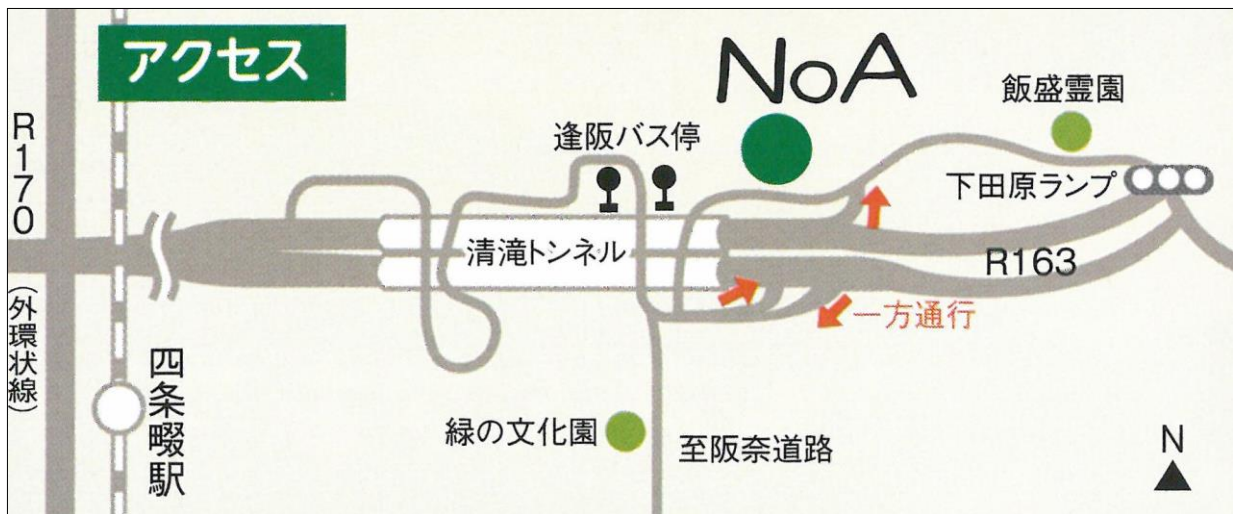 アクセス
NoA
飯盛霊園
R170
(外環状線)
逢阪バス停
下田原ランプ
清滝トンネル
R163
一方通行
四条畷駅
緑の文化園
至阪奈道路
N